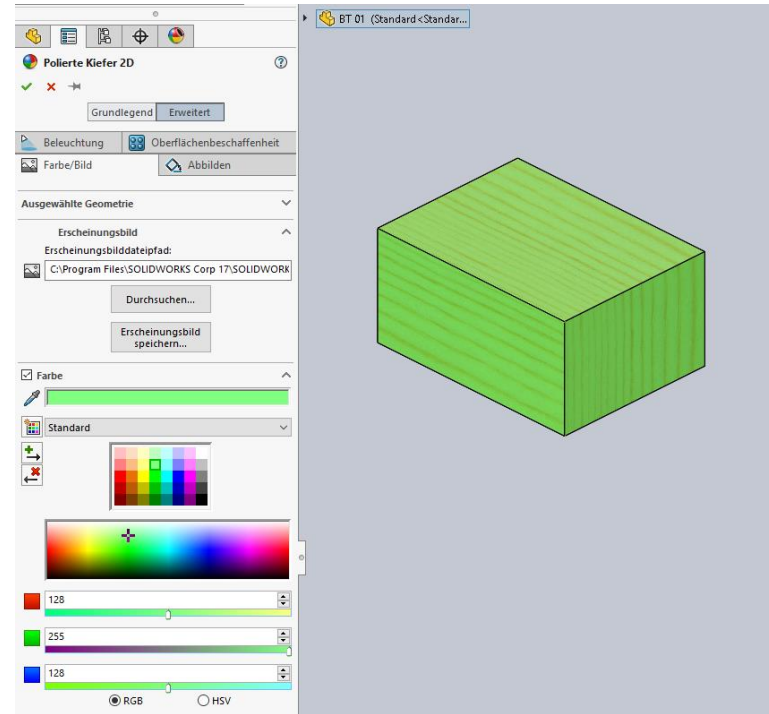 BT 01 (Standard<Standar...
Polierte Kiefer 2D
Grundlegend Erweitert
Beleuchtung Oberflächenbeschaffenheit
Farbe/Bild Abbilden
Ausgewählte Geometrie
Erscheinungsbild
Erscheinungsbilddateipfad:
C:\Program Files\SOLIDWORKS Corp 17\SOLIDWORK
Durchsuchen...
Erscheinungsbild
speichern...
Farbe
Standard
128
255
128
RGB HSV